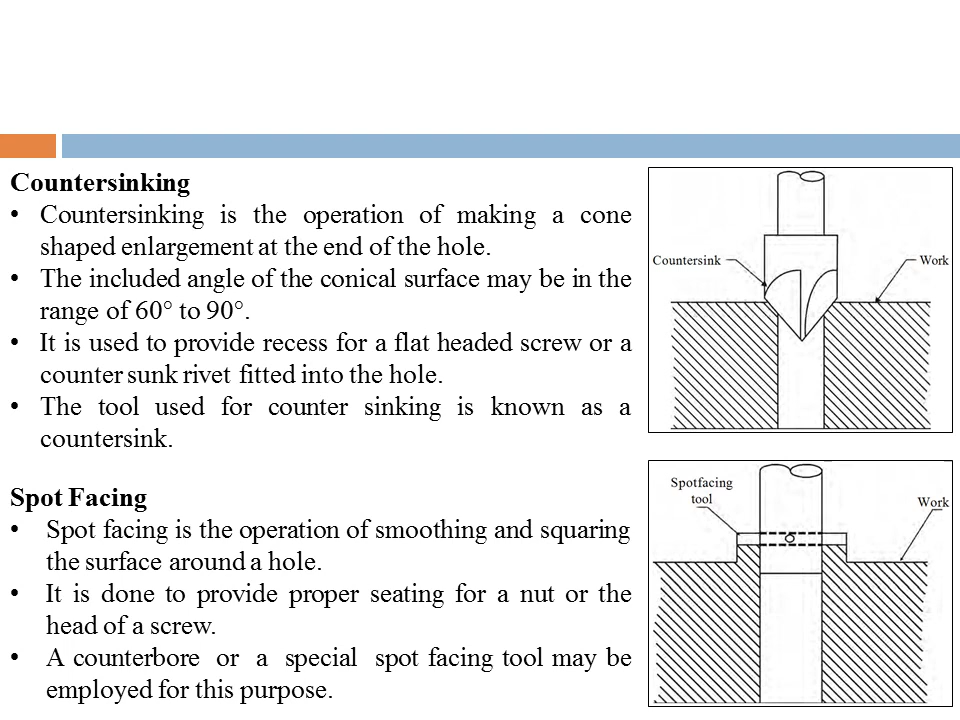 Countersinking
• Countersinking is the operation of making a cone
shaped enlargement at the end of the hole.
• The included angle of the conical surface may be in the
range of 60° to 90°.
• It is used to provide recess for a flat headed screw or a
counter sunk rivet fitted into the hole.
• The tool used for counter sinking is known as a
countersink.
Countersink
Work
Spot Facing
• Spot facing is the operation of smoothing and squaring
the surface around a hole.
• It is done to provide proper seating for a nut or the
head of a screw.
• A counterbore or a special spot facing tool may be
employed for this purpose.
Spotfacing
tool
Work